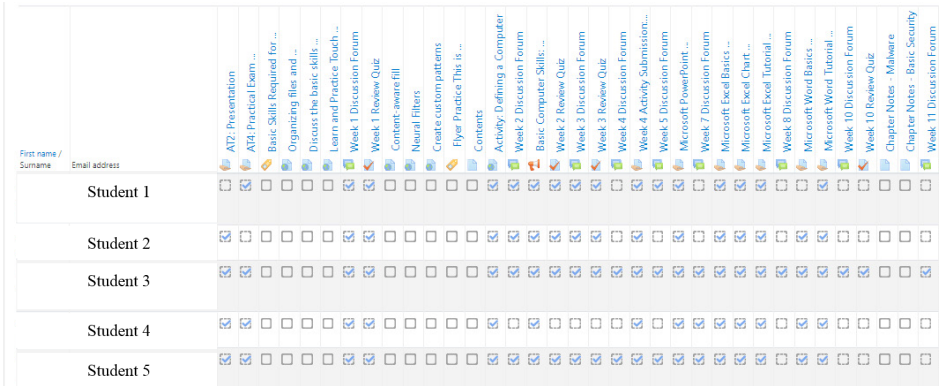 AT2: Presentation
AT4: Practical Exam ...
Basic Skills Required for ...
Organizing files and ...
Discuss the basic skills ...
Learn and Practice Touch ...
Week 1 Discussion Forum
Week 1 Review Quiz
Content-aware fill
Neural Filters
Create custom patterns
Flyer Practice This is ...
Contents
Activity: Defining a Computer
Week 2 Discussion Forum
Basic Computer Skills: ...
Week 2 Review Quiz
Week 3 Discussion Forum
Week 3 Review Quiz
Week 4 Discussion Forum
Week 4 Activity Submission:...
Week 5 Discussion Forum
Microsoft PowerPoint ...
Week 7 Discussion Forum
Microsoft Excel Basics ...
Microsoft Excel Chart ...
Microsoft Excel Tutorial ...
Week 8 Discussion Forum
Microsoft Word Basics ...
Microsoft Word Tutorial ...
Week 10 Discussion Forum
Week 10 Review Quiz
Chapter Notes - Malware
Chapter Notes - Basic Security
Week 11 Discussion Forum
First name /
Surname Email address
Student 1
Student 2
Student 3
Student 4
Student 5